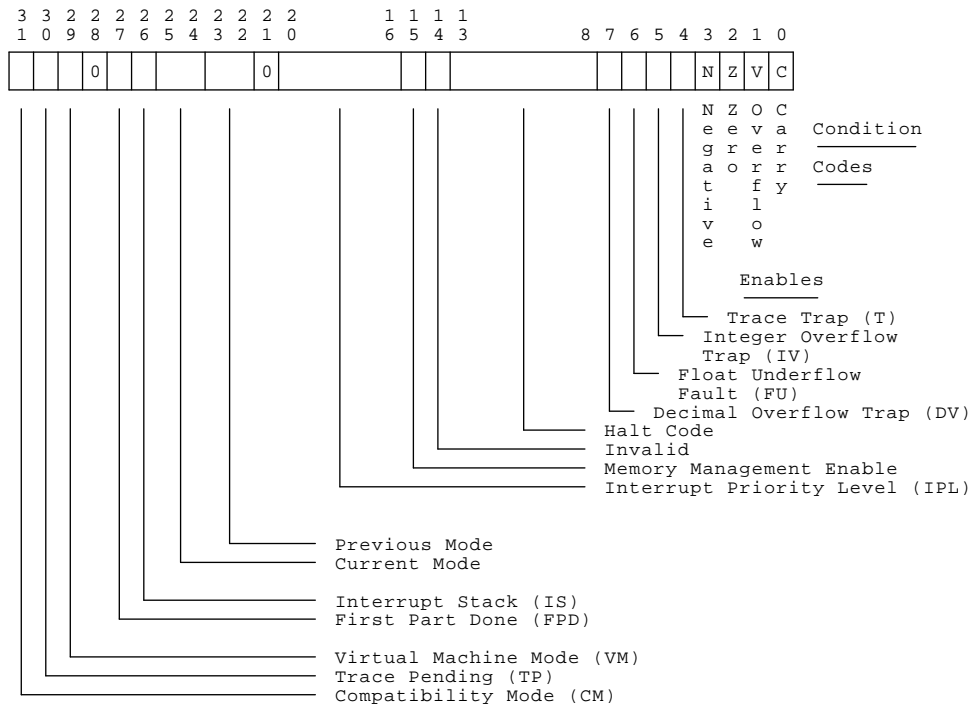 3 3 2 2 2 2 2 2 2 2 2 2 1 1 1 1
1 0 9 8 7 6 5 4 3 2 1 0 6 5 4 3 8 7 6 5 4 3 2 1 0
0 0 N Z V C
Negative
Zero
Overflow
Carry
Condition
Codes
Enables
Trace Trap (T)
Integer Overflow
Trap (IV)
Float Underflow
Fault (FU)
Decimal Overflow Trap (DV)
Halt Code
Invalid
Memory Management Enable
Interrupt Priority Level (IPL)
Previous Mode
Current Mode
Interrupt Stack (IS)
First Part Done (FPD)
Virtual Machine Mode (VM)
Trace Pending (TP)
Compatibility Mode (CM)